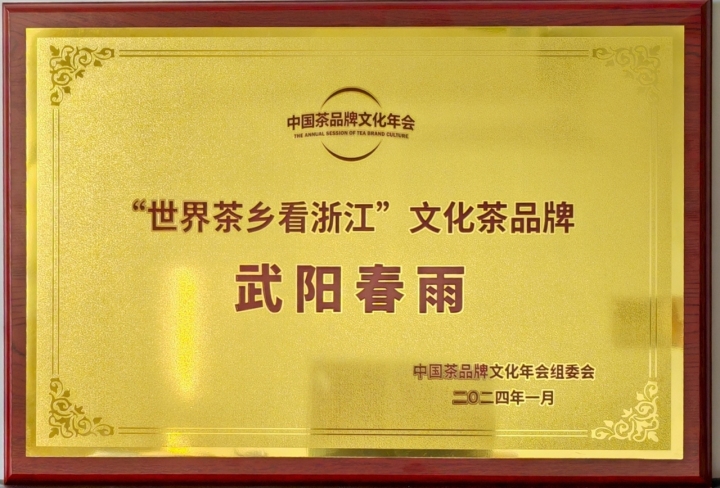 中国茶品牌文化年会
THE ANNUAL SESSION OF TEA BRAND CULTURE
“世界茶乡看浙江”文化茶品牌
武阳春雨
中国茶品牌文化年会组委会
二〇二四年一月